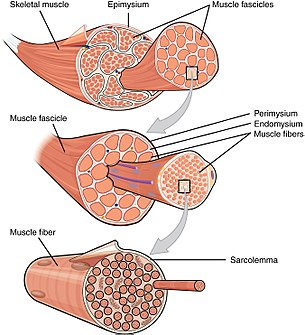 Skeletal muscle
Epimysium
Muscle fascicles
Muscle fascicle
Perimysium
Endomysium
Muscle fibers
Muscle fiber
Sarcolemma